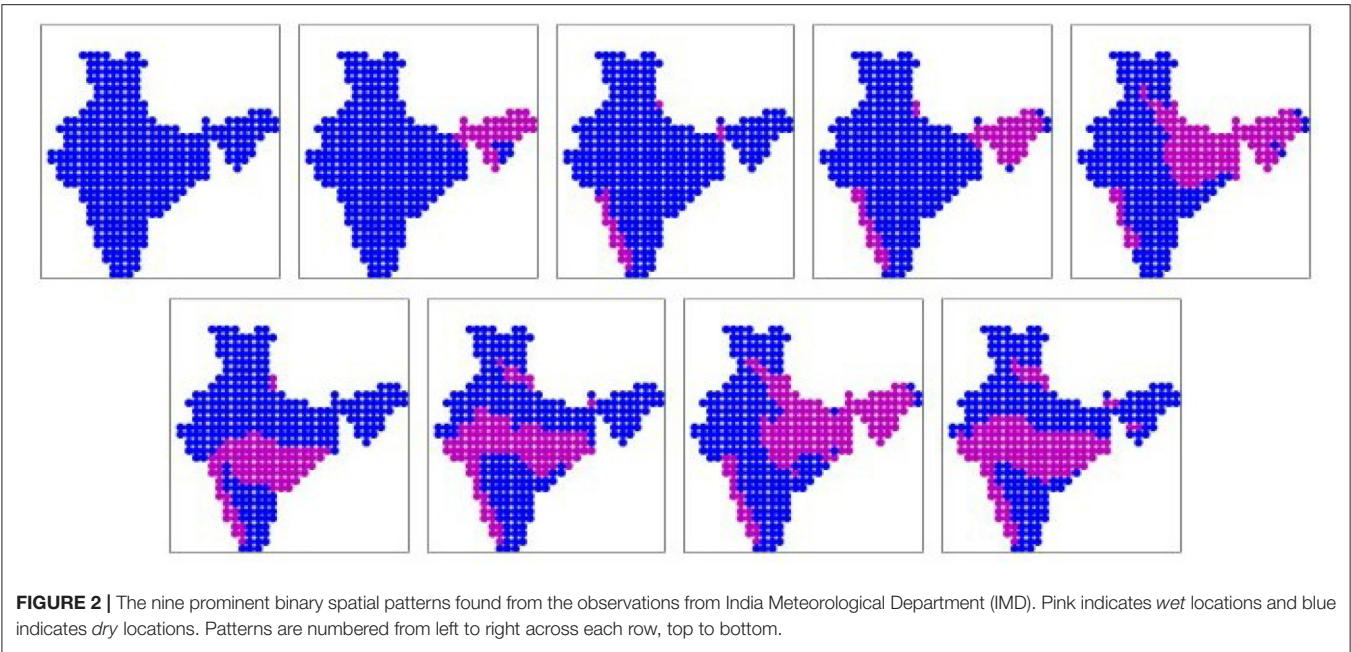 FIGURE 2 | The nine prominent binary spatial patterns found from the observations from India Meteorological Department (IMD). Pink indicates wet locations and blue
indicates dry locations. Patterns are numbered from left to right across each row, top to bottom.